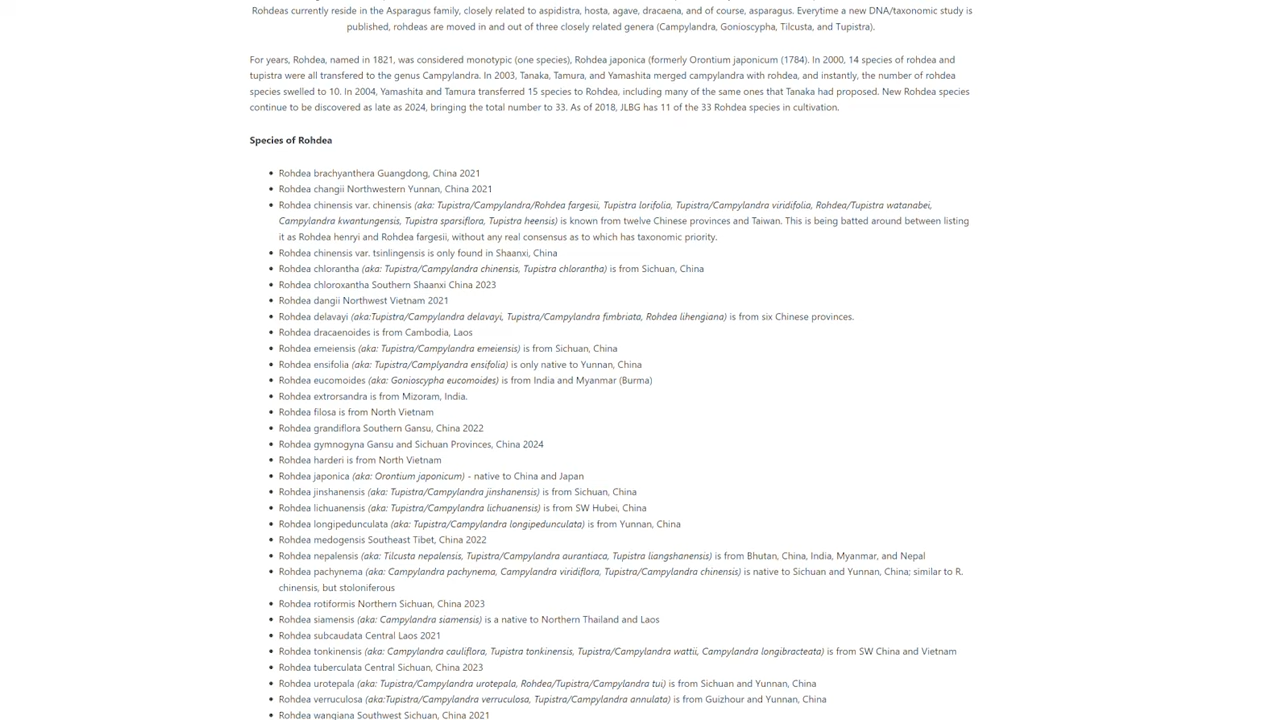 Rohdeas currently reside in the Asparagus family, closely related to aspidistra, hosta, agave, dracaena, and of course, asparagus. Everytime a new DNA/taxonomic study is
published, rohdeas are moved in and out of three closely related genera (Campylandra, Gonioscypha, Tilcusta, and Tupistra).
For years, Rohdea, named in 1821, was considered monotypic (one species), Rohdea japonica (formerly Orontium japonicum (1784). In 2000, 14 species of rohdea and
tupistra were all transfered to the genus Campylandra. In 2003, Tanaka, Tamura, and Yamashita merged campylandra with rohdea, and instantly, the number of rohdea
species swelled to 10. In 2004, Yamashita and Tamura transferred 15 species to Rohdea, including many of the same ones that Tanaka had proposed. New Rohdea species
continue to be discovered as late as 2024, bringing the total number to 33. As of 2018, JLBG has 11 of the 33 Rohdea species in cultivation.
Species of Rohdea
• Rohdea brachyanthera Guangdong, China 2021
• Rohdea changii Northwestern Yunnan, China 2021
• Rohdea chinensis var. chinensis (aka: Tupistra/Campylandra/Rohdea fargesii, Tupistra lorifolia, Tupistra/Campylandra viridifolia, Rohdea/Tupistra watanabei,
Campylandra kwantungensis, Tupistra sparsiflora, Tupistra heensis) is known from twelve Chinese provinces and Taiwan. This is being batted around between listing
it as Rohdea henryi and Rohdea fargesii, without any real consensus as to which has taxonomic priority.
• Rohdea chinensis var. tsinlingensis is only found in Shaanxi, China
• Rohdea chlorantha (aka: Tupistra/Campylandra chinensis, Tupistra chlorantha) is from Sichuan, China
• Rohdea chloroxantha Southern Shaanxi China 2023
• Rohdea dangii Northwest Vietnam 2021
• Rohdea delavayi (aka:Tupistra/Campylandra delavayi, Tupistra/Campylandra fimbriata, Rohdea lihengiana) is from six Chinese provinces.
• Rohdea dracaenoides is from Cambodia, Laos
• Rohdea emeiensis (aka: Tupistra/Campylandra emeiensis) is from Sichuan, China
• Rohdea ensifolia (aka: Tupistra/Camplyandra ensifolia) is only native to Yunnan, China
• Rohdea eucomoides (aka: Gonioscypha eucomoides) is from India and Myanmar (Burma)
• Rohdea extrorsandra is from Mizoram, India.
• Rohdea filosa is from North Vietnam
• Rohdea grandiflora Southern Gansu, China 2022
• Rohdea gymnogyna Gansu and Sichuan Provinces, China 2024
• Rohdea harderi is from North Vietnam
• Rohdea japonica (aka: Orontium japonicum) - native to China and Japan
• Rohdea jinshanensis (aka: Tupistra/Campylandra jinshanensis) is from Sichuan, China
• Rohdea lichuanensis (aka: Tupistra/Campylandra lichuanensis) is from SW Hubei, China
• Rohdea longipedunculata (aka: Tupistra/Campylandra longipedunculata) is from Yunnan, China
• Rohdea medogensis Southeast Tibet, China 2022
• Rohdea nepalensis (aka: Tilcusta nepalensis, Tupistra/Campylandra aurantiaca, Tupistra liangshanensis) is from Bhutan, China, India, Myanmar, and Nepal
• Rohdea pachynema (aka: Campylandra pachynema, Campylandra viridiflora, Tupistra/Campylandra chinensis) is native to Sichuan and Yunnan, China; similar to R.
chinensis, but stoloniferous
• Rohdea rotiformis Northern Sichuan, China 2023
• Rohdea siamensis (aka: Campylandra siamensis) is a native to Northern Thailand and Laos
• Rohdea subcaudata Central Laos 2021
• Rohdea tonkinensis (aka: Campylandra cauliflora, Tupistra tonkinensis, Tupistra/Campylandra wattii, Campylandra longibracteata) is from SW China and Vietnam
• Rohdea tuberculata Central Sichuan, China 2023
• Rohdea urotepala (aka: Tupistra/Campylandra urotepala, Rohdea/Tupistra/Campylandra tui) is from Sichuan and Yunnan, China
• Rohdea verruculosa (aka:Tupistra/Campylandra verruculosa, Tupistra/Campylandra annulata) is from Guizhour and Yunnan, China
• Rohdea wangiana Southwest Sichuan, China 2021